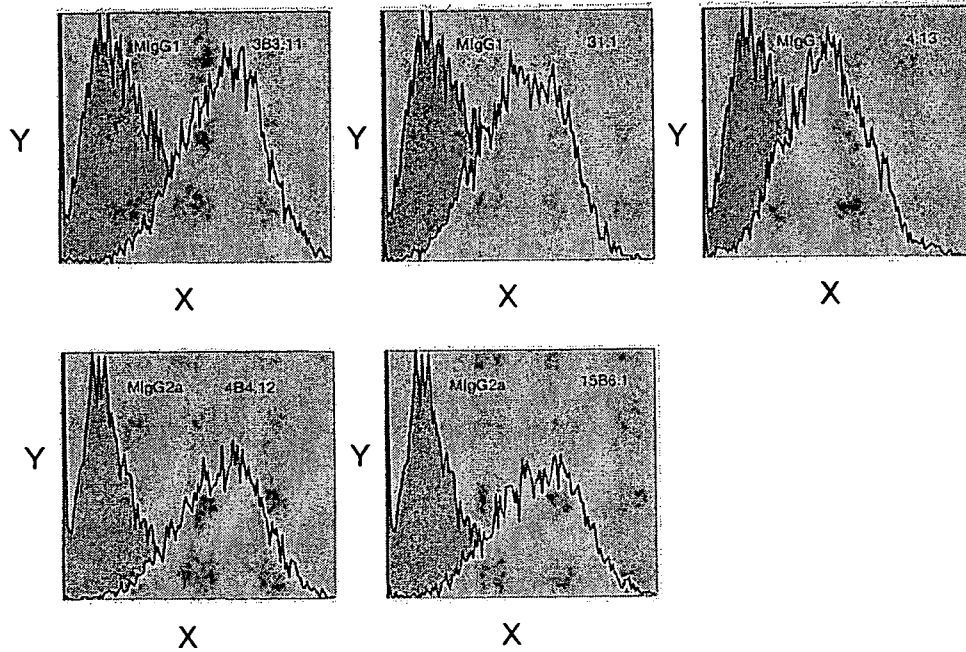 MIgG1 3B3.11
Y
X
MIgG1 31.1
Y
X
MIgG 4.13
Y
X
MIgG2a 4B4.12
Y
X
MIgG2a 15B6.1
Y
X